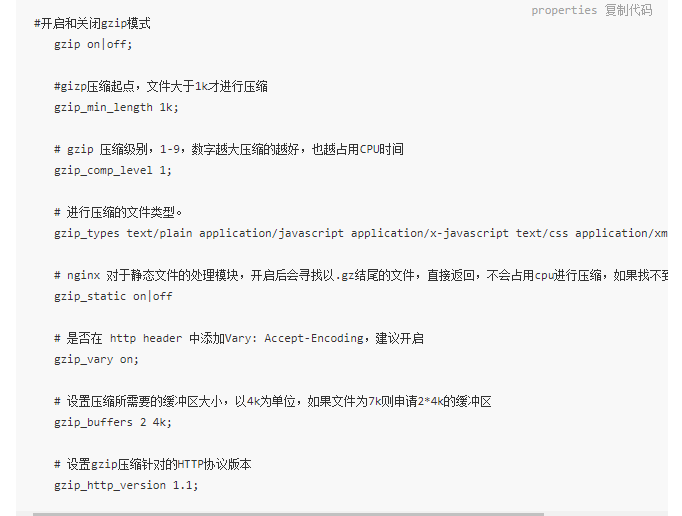 properties 复制代码
#开启和关闭gzip模式
gzip on|off;
#gizp压缩起点，文件大于1k才进行压缩
gzip_min_length 1k;
# gzip 压缩级别，1-9，数字越大压缩的越好，也越占用CPU时间
gzip_comp_level 1;
# 进行压缩的文件类型。
gzip_types text/plain application/javascript application/x-javascript text/css application/xm
# nginx 对于静态文件的处理模块，开启后会寻找以.gz结尾的文件，直接返回，不会占用cpu进行压缩，如果找不到
gzip_static on|off
# 是否在 http header 中添加Vary: Accept-Encoding，建议开启
gzip_vary on;
# 设置压缩所需要的缓冲区大小，以4k为单位，如果文件为7k则申请2*4k的缓冲区
gzip_buffers 2 4k;
# 设置gzip压缩针对的HTTP协议版本
gzip_http_version 1.1;